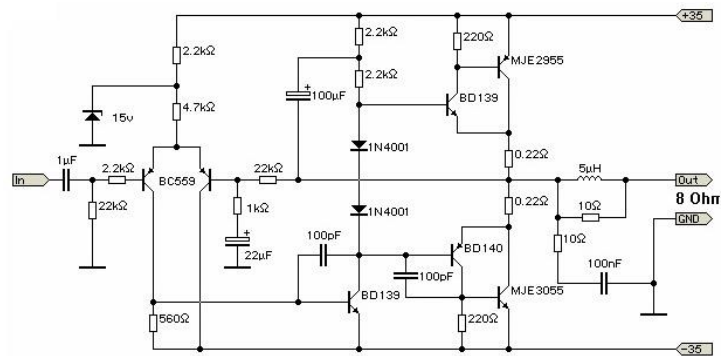 +35
2.2kΩ
220Ω
MJE2955
2.2kΩ
4.7kΩ
15v
100µF
+
BD139
1N4001
0.22Ω
1µF
2.2kΩ
22kΩ
5µH
In
BC559
Out
8 Ohm
22kΩ
1kΩ
1N4001
0.22Ω
10Ω
GND
+
22µF
100pF
BD140
10Ω
100pF
100nF
BD139
MJE3055
560Ω
220Ω
-35